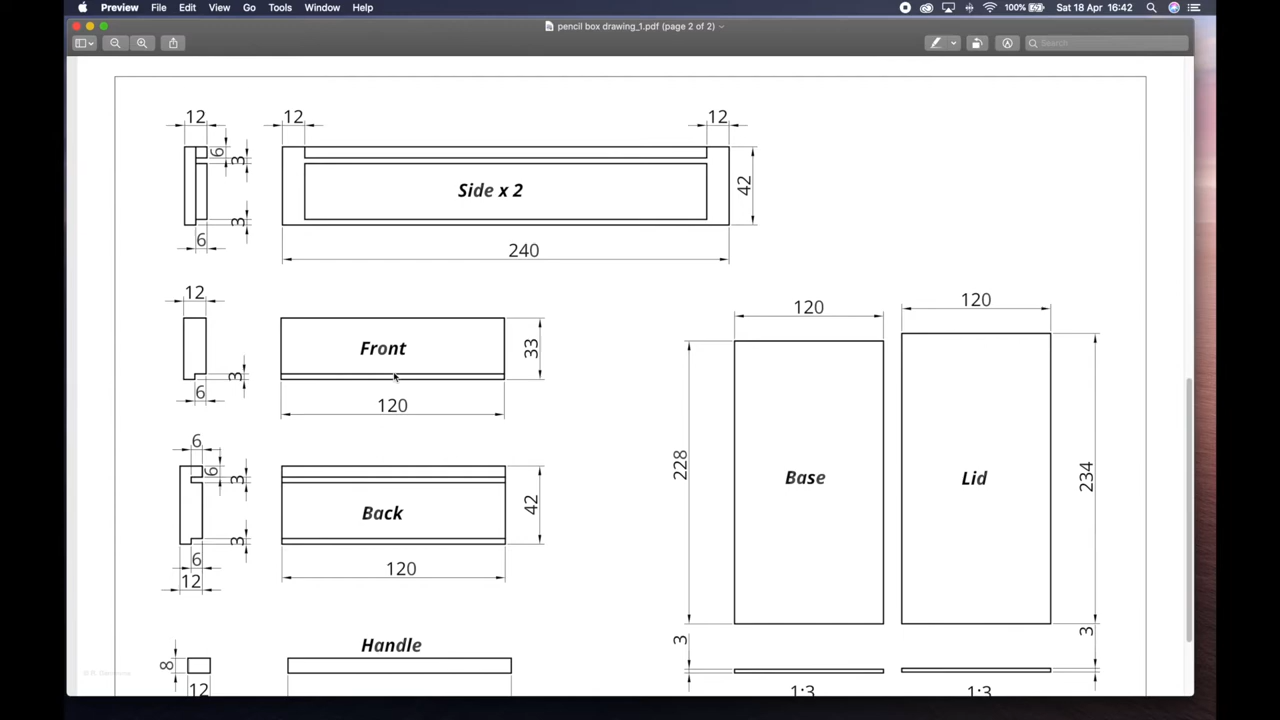 Preview File Edit View Go Tools Window Help 100% Sat 18 Apr 16:42
pencil box drawing_1.pdf (page 2 of 2)
Search
12 12 12
6 3
Side x 2
42
3
6
240
12
Front
33
3
6
120
120 120
6
6 3
Back
42
3
6
12
120
228
Base
Lid
234
Handle
8
12
3 3
1:3 1:3